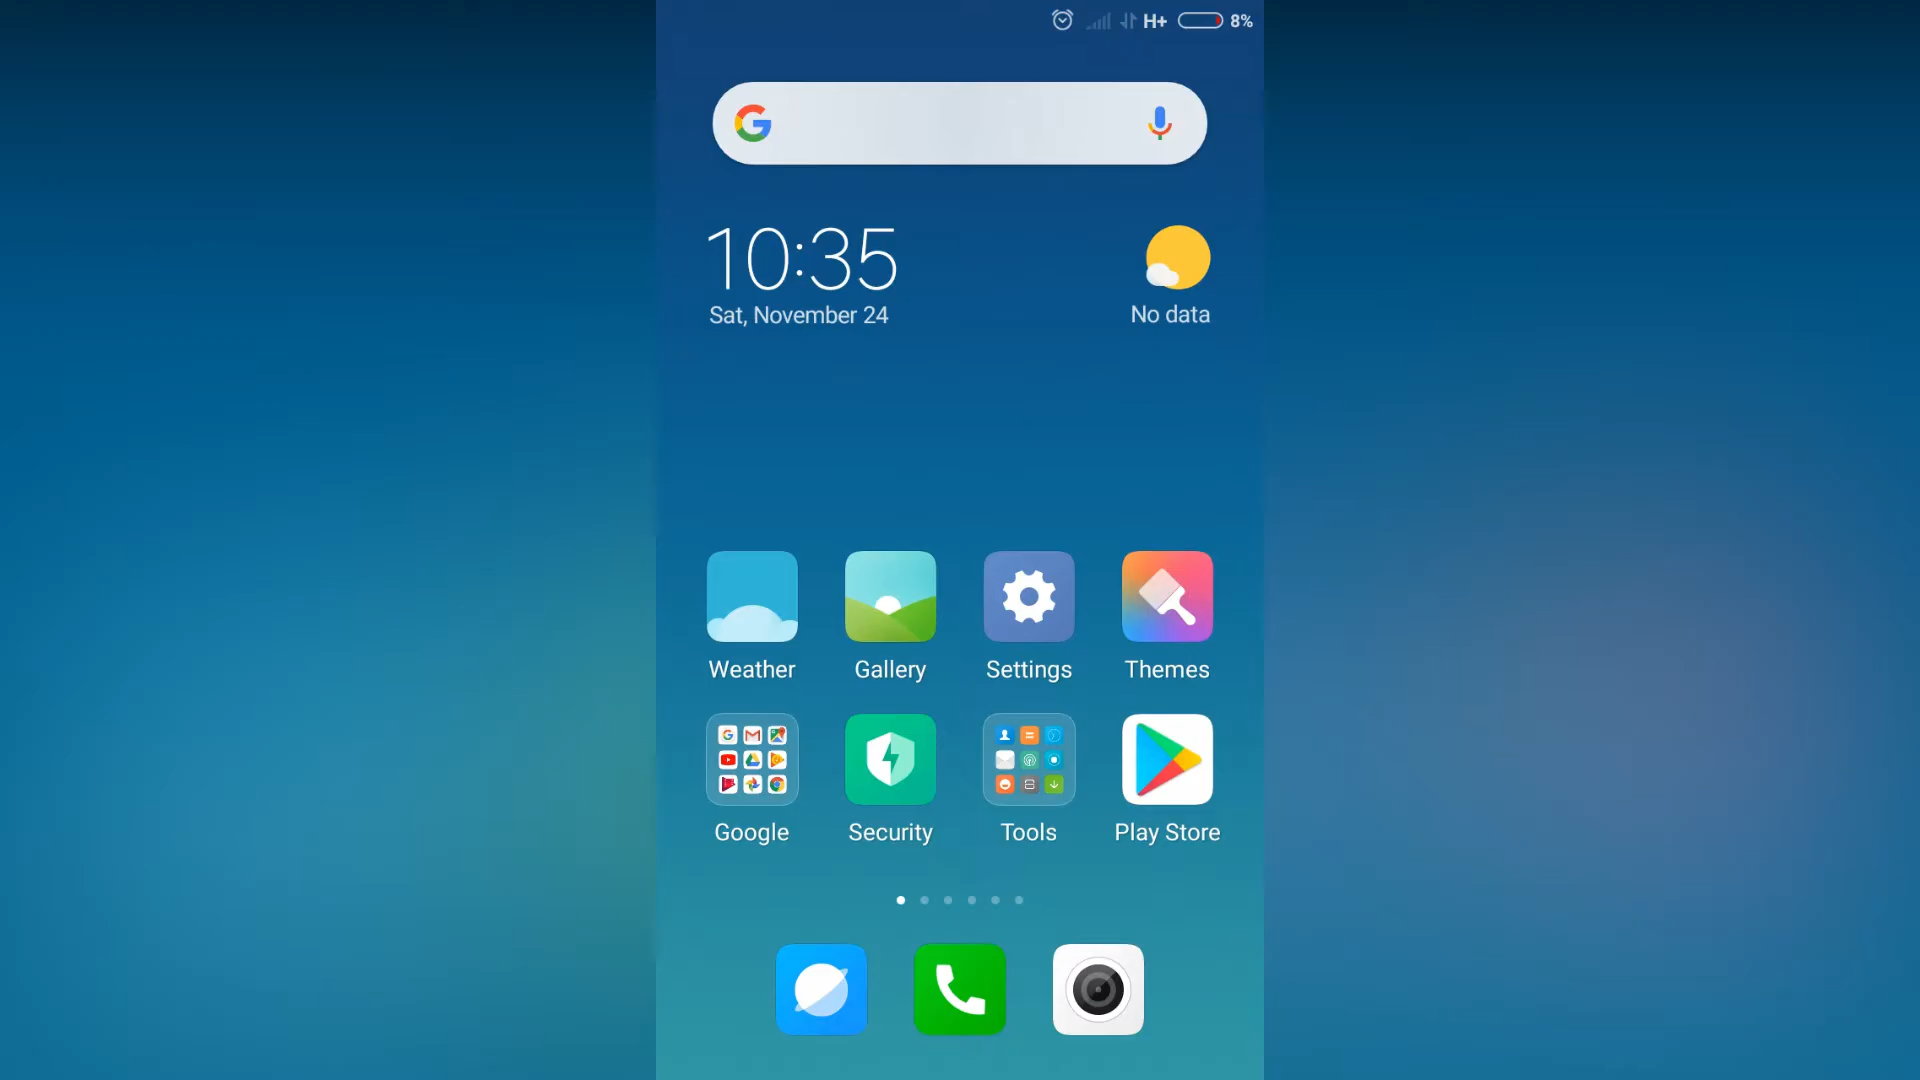 H+ 8%
10:35
Sat, November 24
No data
Weather Gallery Settings Themes
Google Security Tools Play Store